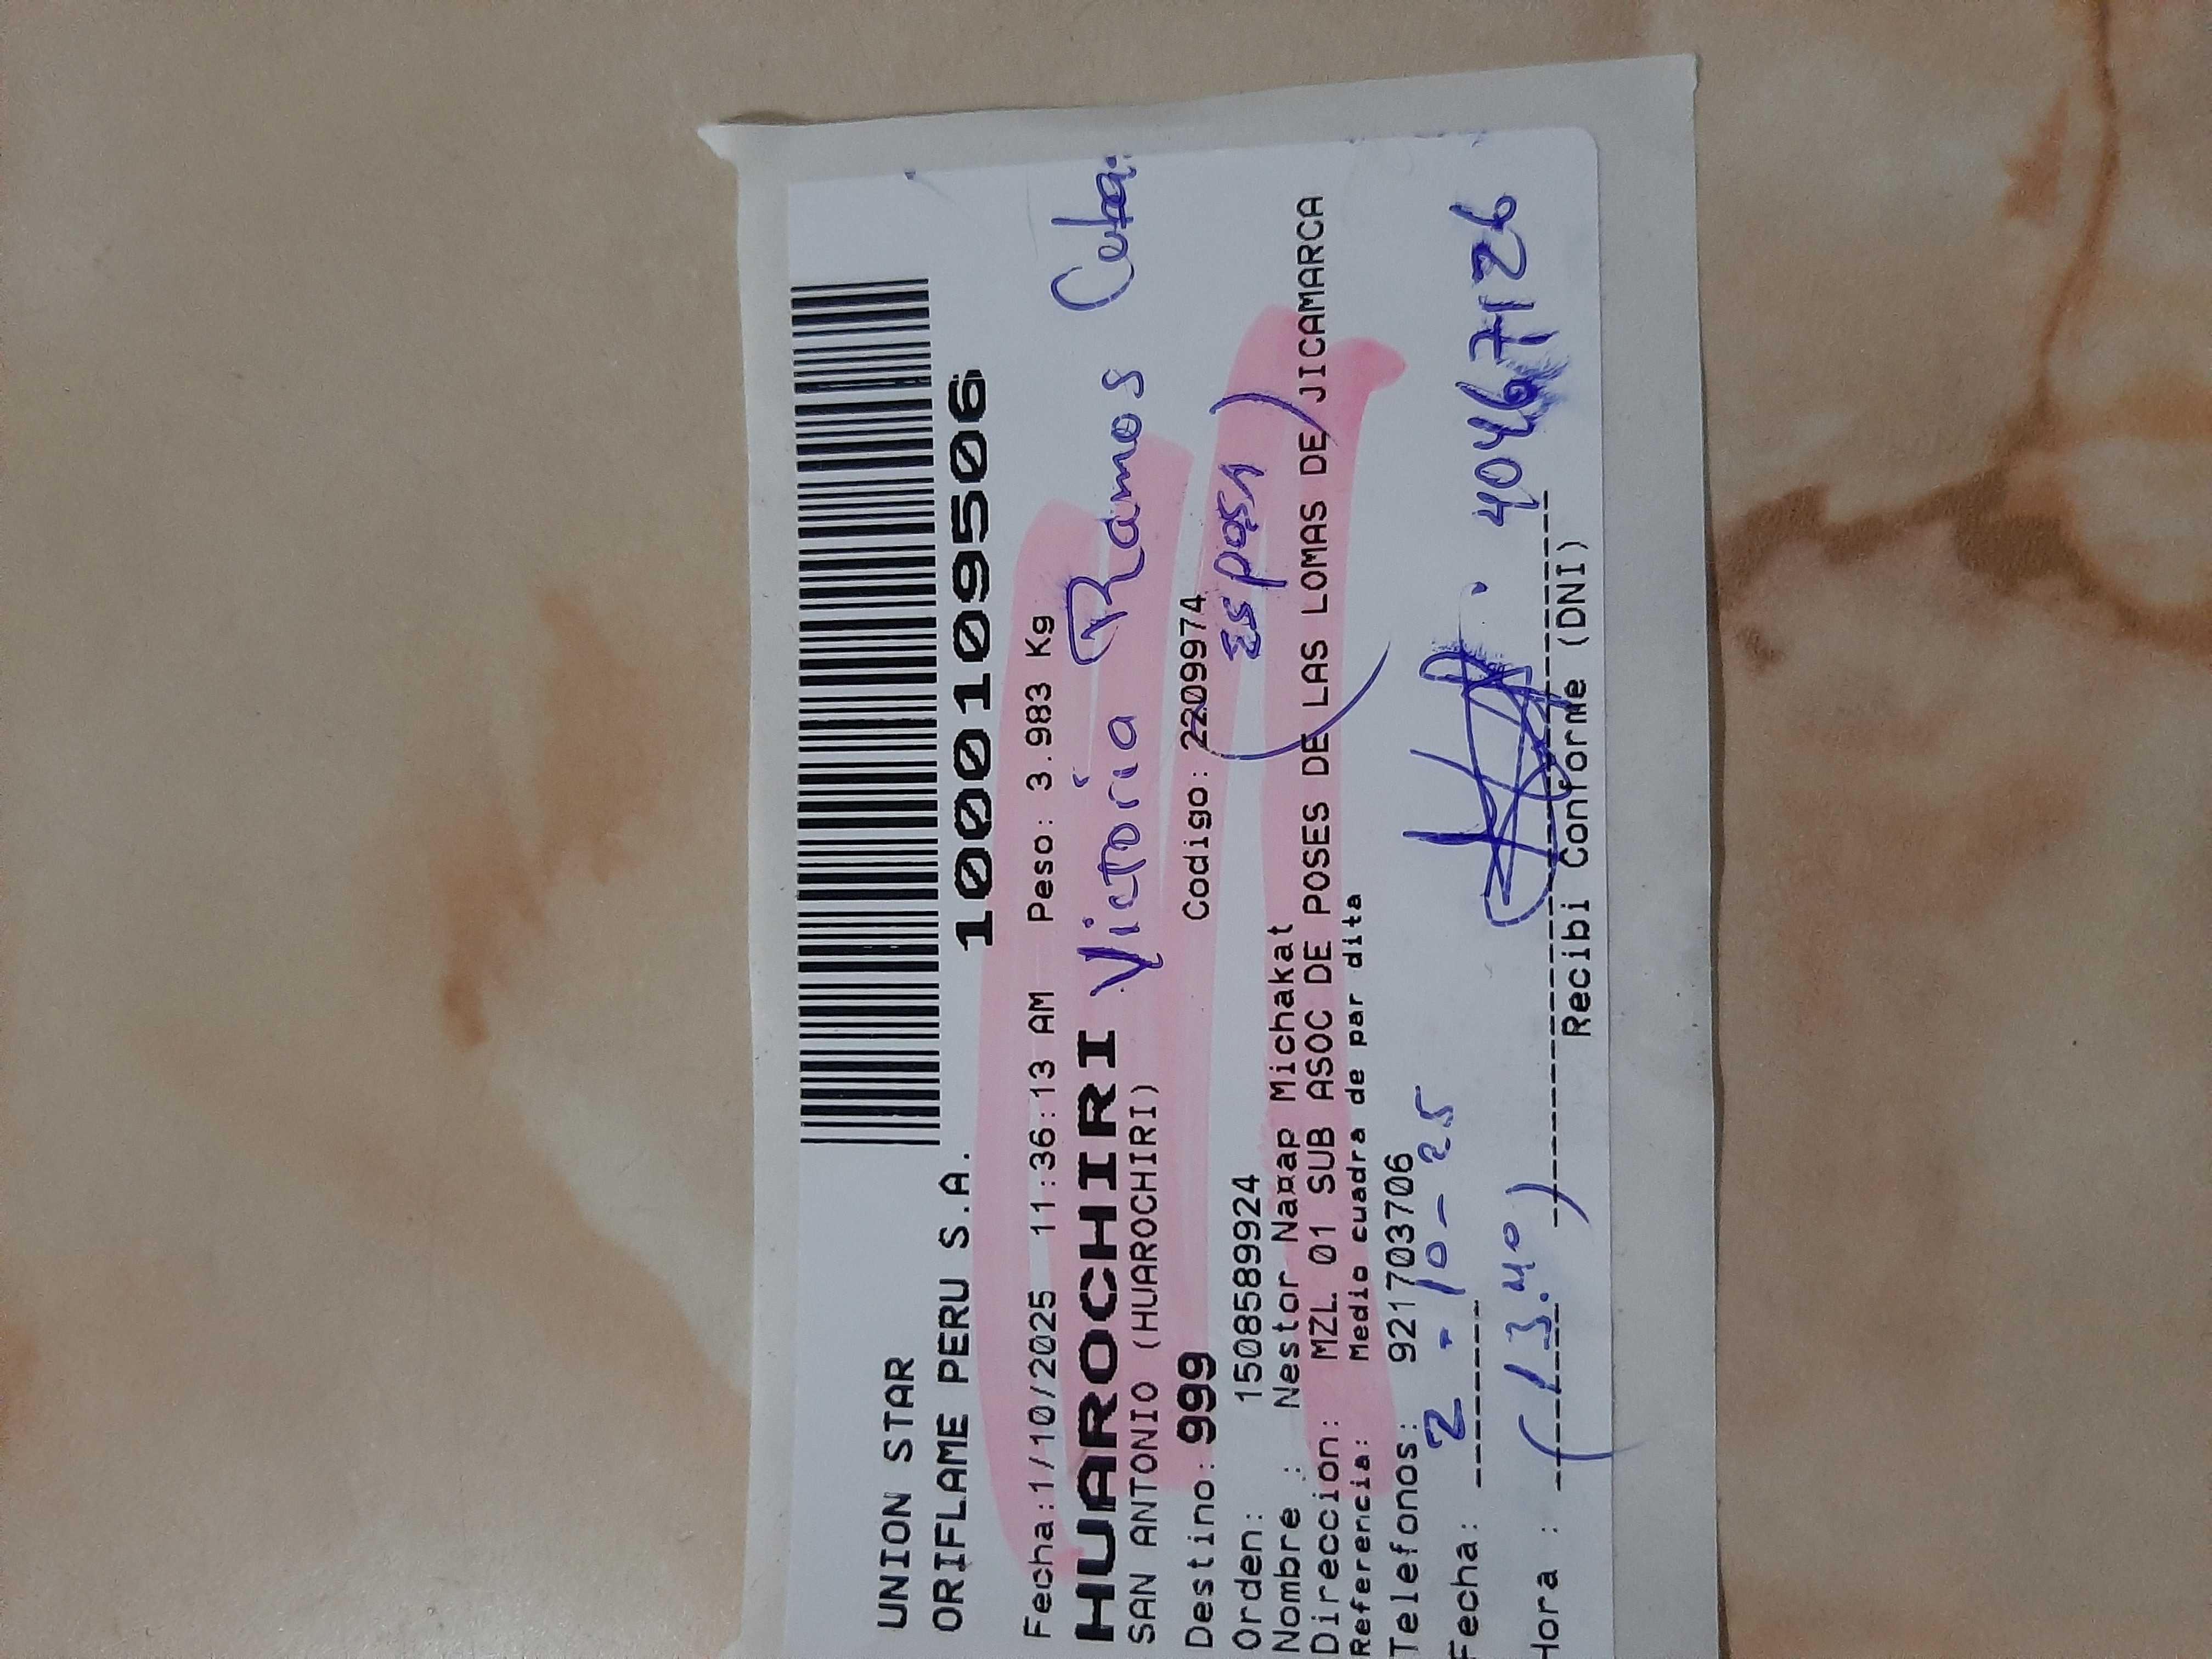 UNION STAR
ORIFLAME PERU S.A.
1000109506
Fecha:1/10/2025 11:36:13 AM Peso: 3.983 Kg
HUAROCHIRI Victoria Ramos
SAN ANTONIO (HUAROCHIRI)
Destino: 999 Codigo: 2209974
(Esposa)
Orden: 1508589924
Nombre : Nestor Nañap Michakat
Direccion: MZL 01 SUB ASOC DE POSES DE LAS LOMAS DE JICAMARCA
Referencia: Medio cuadra de par dita
Telefonos: 921703706
Fecha: 2-10-25
40467126
Hora : (13.40)
Recibi Conforme (DNI)